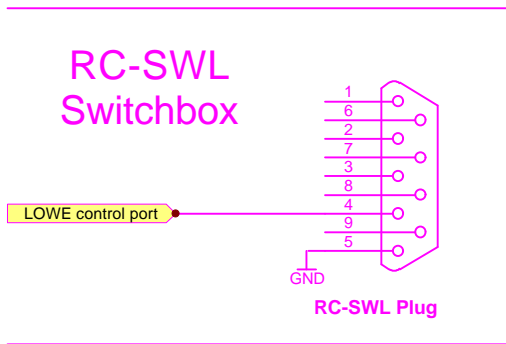 RC-SWL
Switchbox
1
6
2
7
3
8
LOWE control port
4
9
5
GND
RC-SWL Plug